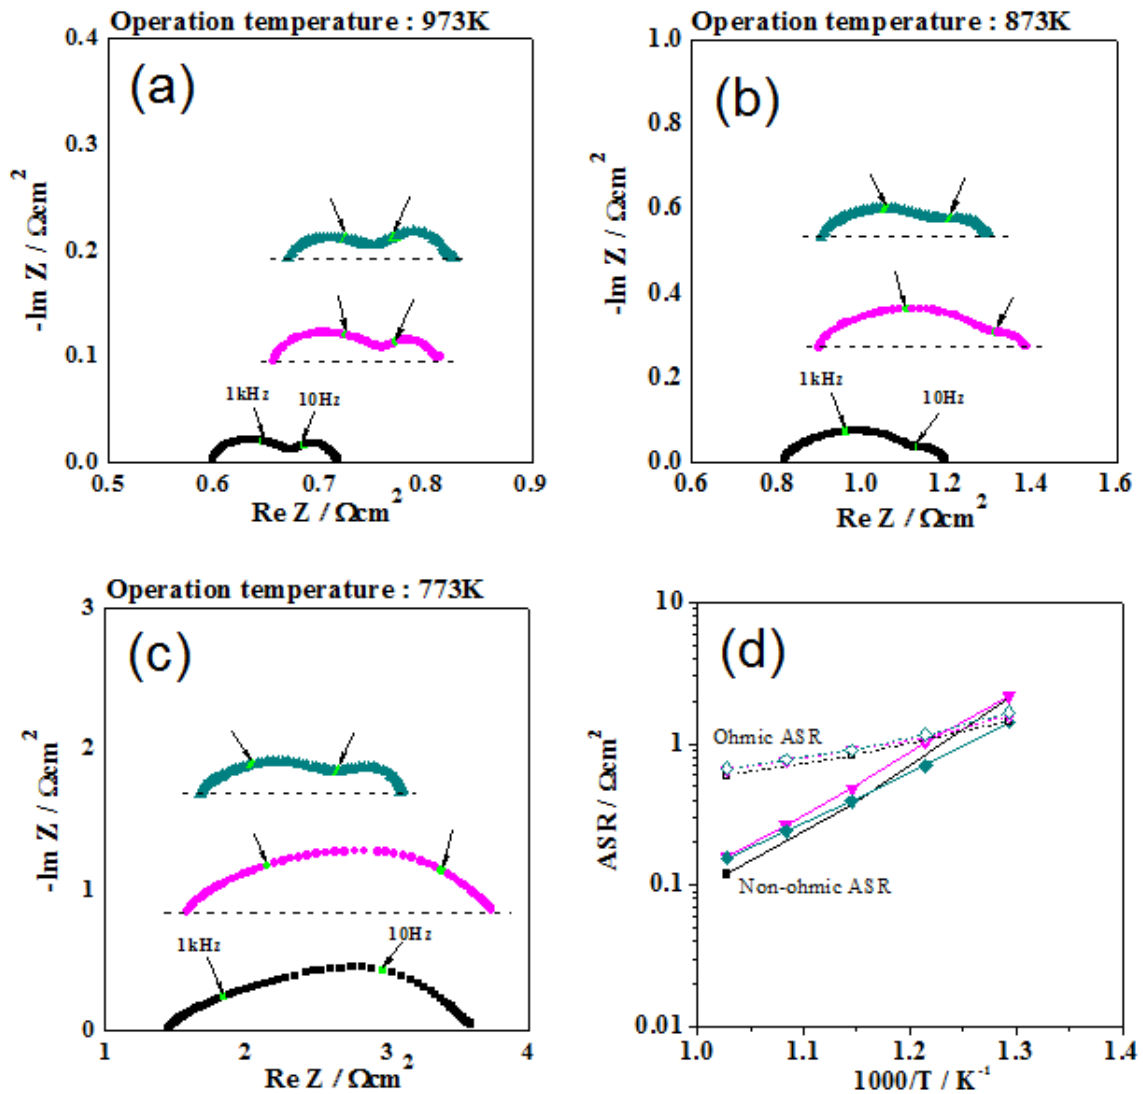 Operation temperature : 973K
(a)
-Im Z / Ωcm²
0.4
0.3
0.2
0.1
0.0
1kHz
10Hz
0.5 0.6 0.7 0.8 0.9
Re Z / Ωcm²
Operation temperature : 873K
(b)
-Im Z / Ωcm²
1.0
0.8
0.6
0.4
0.2
0.0
1kHz
10Hz
0.6 0.8 1.0 1.2 1.4 1.6
Re Z / Ωcm²
Operation temperature : 773K
(c)
-Im Z / Ωcm²
3
2
1
0
1kHz
10Hz
1 2 3 4
Re Z / Ωcm²
(d)
ASR / Ωcm²
10
1
0.1
0.01
Ohmic ASR
Non-ohmic ASR
1.0 1.1 1.2 1.3 1.4
1000/T / K⁻¹